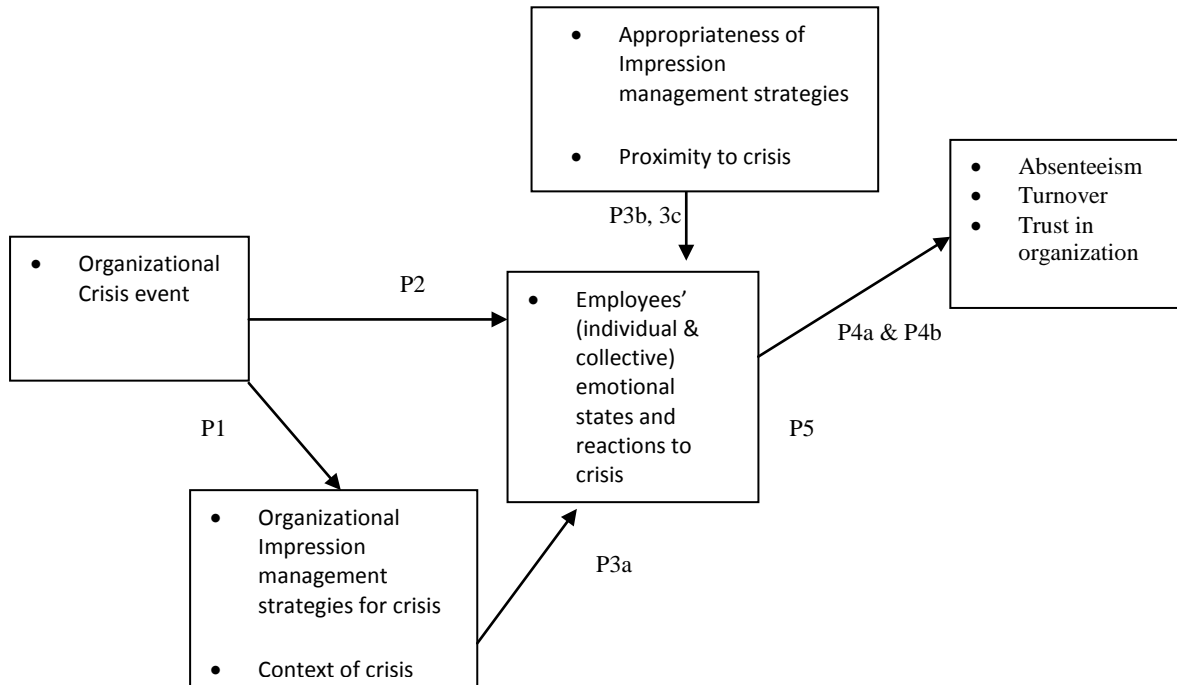 • Appropriateness of
Impression
management strategies
• Proximity to crisis
• Absenteeism
• Turnover
• Trust in
organization
P3b, 3c
• Organizational
Crisis event
P2
• Employees’
(individual &
collective)
emotional
states and
reactions to
crisis
P4a & P4b
P1
P5
• Organizational
Impression
management
strategies for crisis
• Context of crisis
P3a